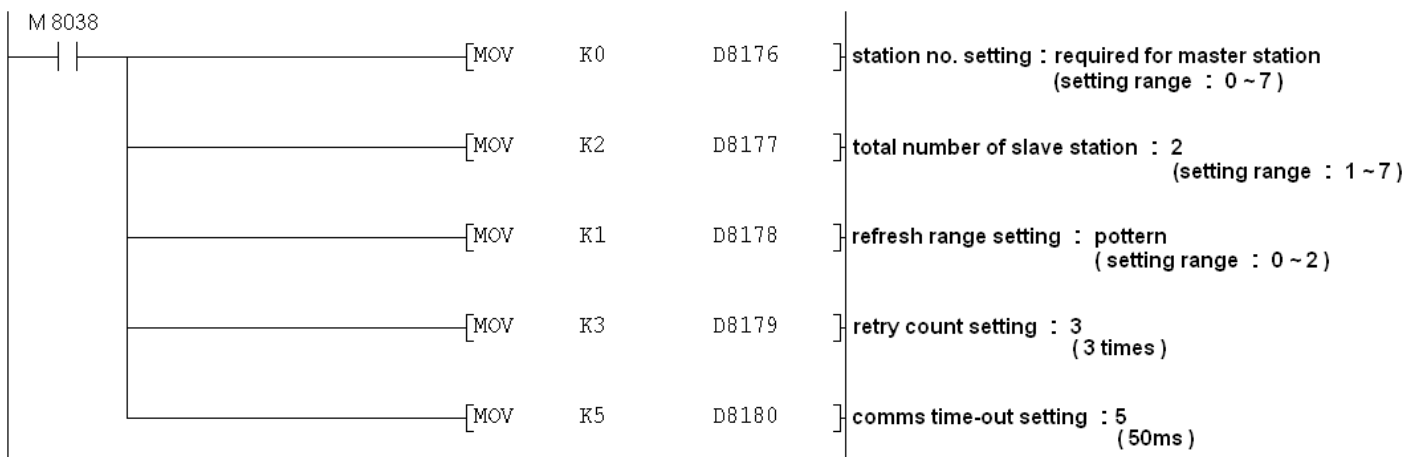 M 8038
[MOV K0 D8176 ] station no. setting : required for master station
(setting range : 0 ~ 7 )
[MOV K2 D8177 ] total number of slave station : 2
(setting range : 1 ~ 7 )
[MOV K1 D8178 ] refresh range setting : pottern
( setting range : 0 ~ 2 )
[MOV K3 D8179 ] retry count setting : 3
( 3 times )
[MOV K5 D8180 ] comms time-out setting : 5
( 50ms )